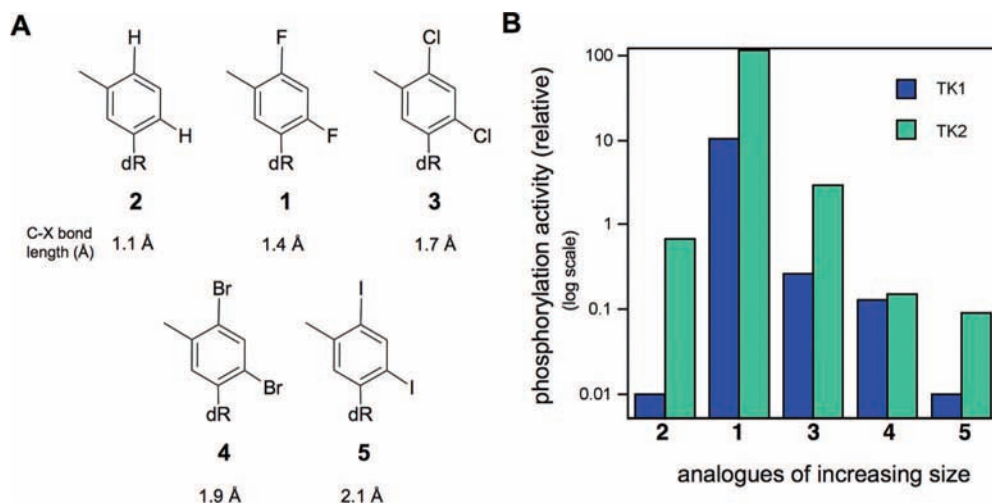 A
H
H
dR
2
F
F
dR
1
Cl
Cl
dR
3
C-X bond
length (Å)
1.1 Å
1.4 Å
1.7 Å
Br
Br
dR
4
1.9 Å
I
I
dR
5
2.1 Å
B
phosphorylation activity (relative)
(log scale)
100
10
1
0.1
0.01
TK1
TK2
2 1 3 4 5
analogues of increasing size